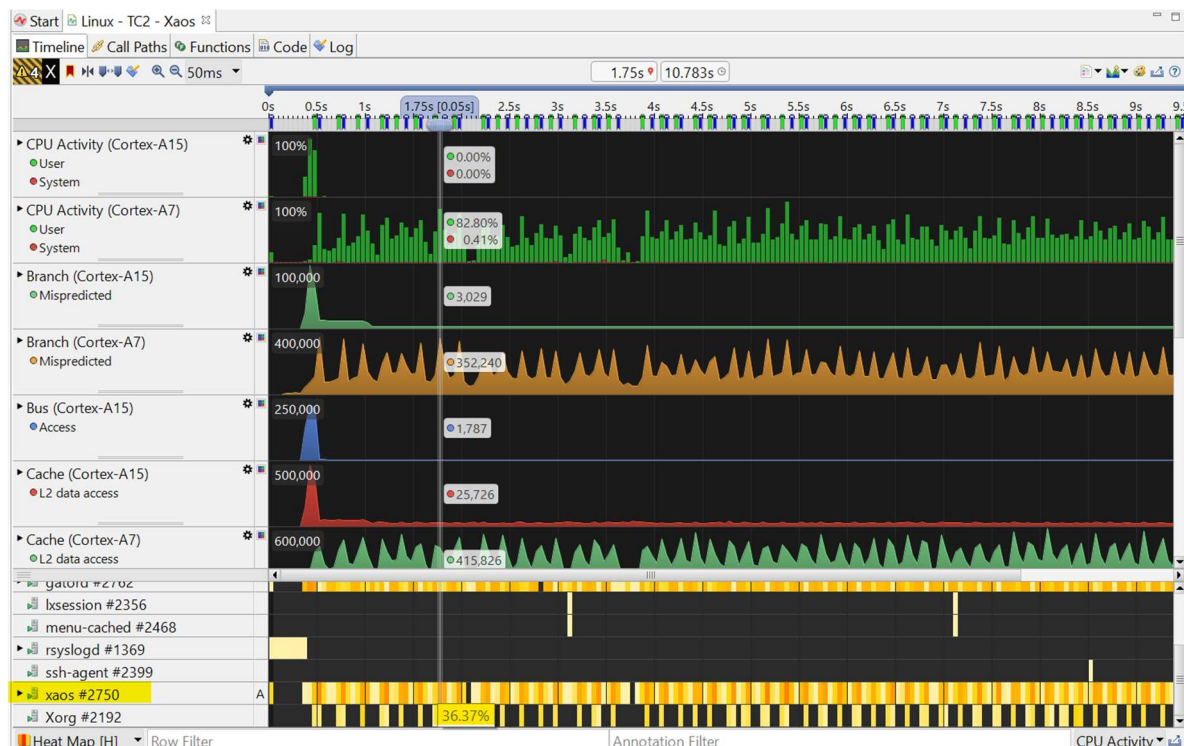 Start Linux - TC2 - Xaos
Timeline Call Paths Functions Code Log
4 X 50ms 1.75s 10.783s
0s 0.5s 1s 1.75s [0.05s] 2.5s 3s 3.5s 4s 4.5s 5s 5.5s 6s 6.5s 7s 7.5s 8s 8.5s 9s 9.5
CPU Activity (Cortex-A15) 100%
User 0.00%
System 0.00%
CPU Activity (Cortex-A7) 100%
User 82.80%
System 0.41%
Branch (Cortex-A15) 100,000
Mispredicted 3,029
Branch (Cortex-A7) 400,000
Mispredicted 352,240
Bus (Cortex-A15) 250,000
Access 1,787
Cache (Cortex-A15) 500,000
L2 data access 25,726
Cache (Cortex-A7) 600,000
L2 data access 415,826
gatord #2762
lxsession #2356
menu-cached #2468
rsyslogd #1369
ssh-agent #2399
xaos #2750 A
Xorg #2192 36.37%
Heat Map [H] Row Filter Annotation Filter CPU Activity